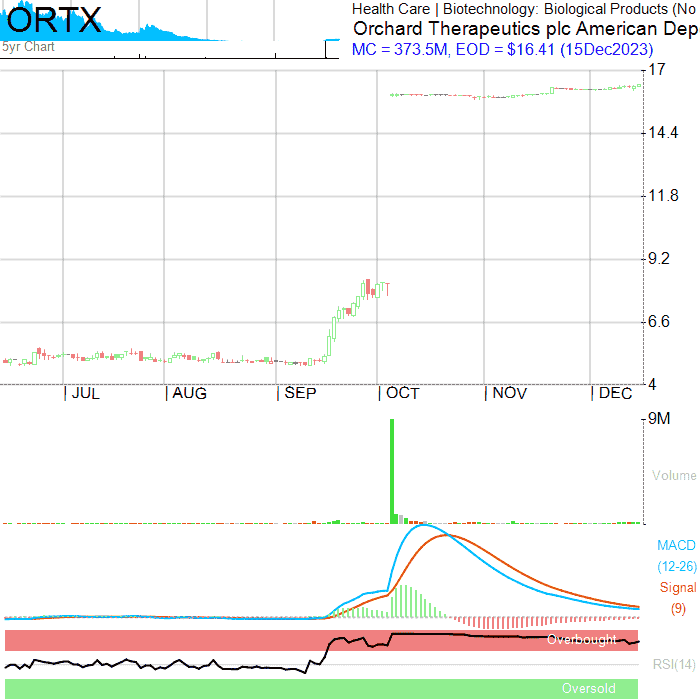 ORTX
5yr Chart
Health Care | Biotechnology: Biological Products (No
Orchard Therapeutics plc American Dep
MC = 373.5M, EOD = $16.41 (15Dec2023)
17
14.4
11.8
9.2
6.6
4
| JUL | AUG | SEP | OCT | NOV | DEC
9M
Volume
MACD
(12-26)
Signal
(9)
Overbought
RSI(14)
Oversold